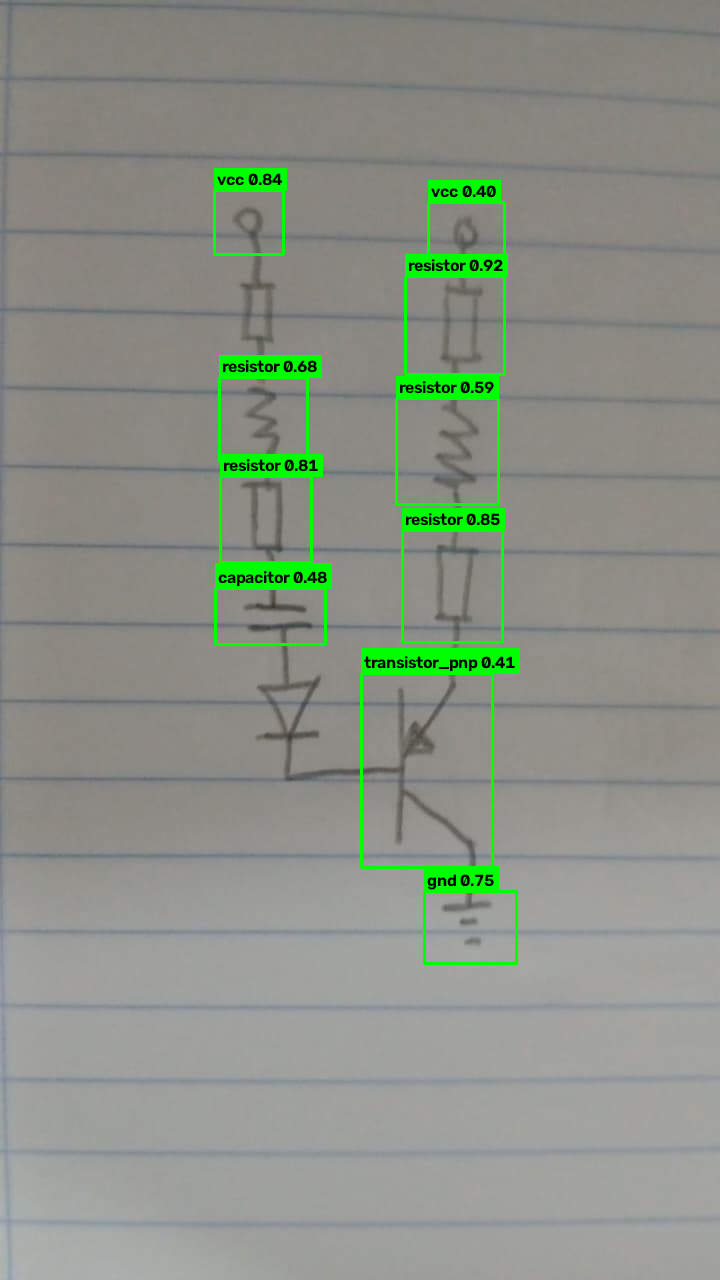 vcc 0.84
vcc 0.40
resistor 0.92
resistor 0.68
resistor 0.59
resistor 0.81
resistor 0.85
capacitor 0.48
transistor_pnp 0.41
gnd 0.75